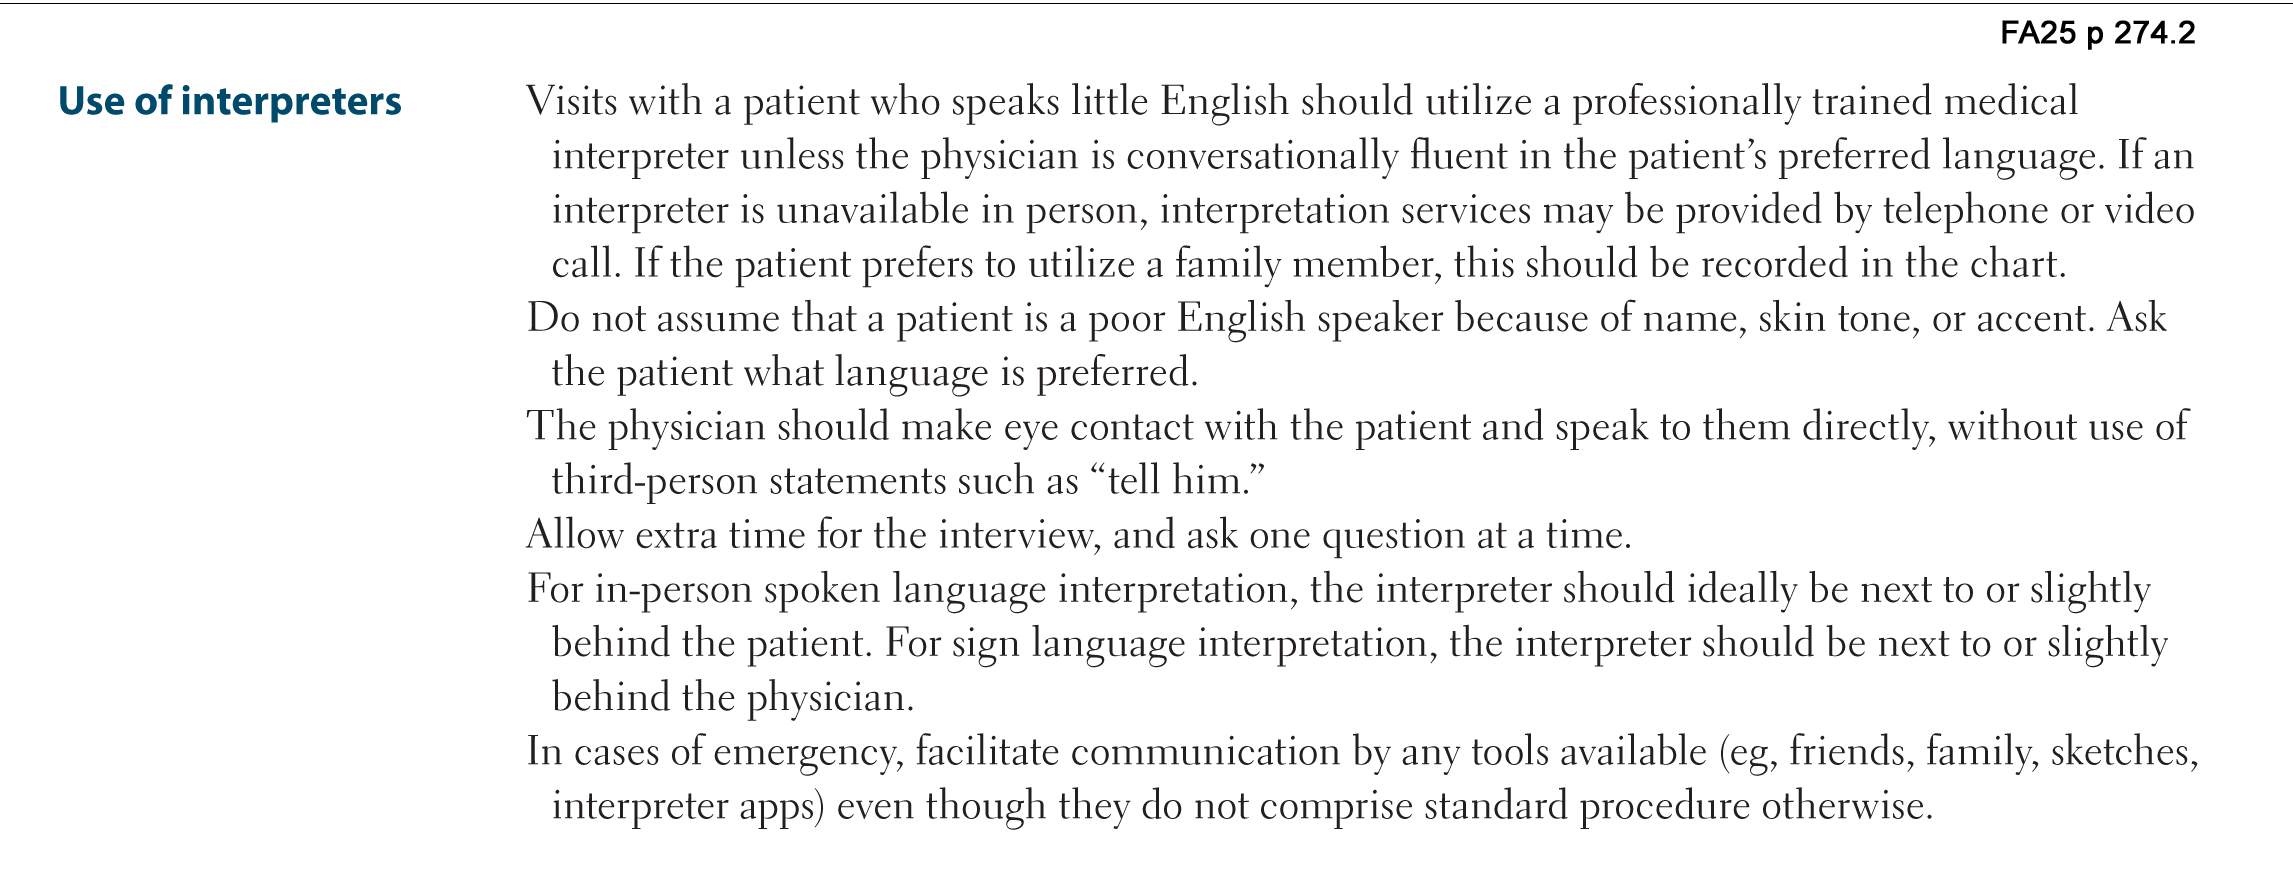 FA25 p 274.2
Use of interpreters
Visits with a patient who speaks little English should utilize a professionally trained medical
interpreter unless the physician is conversationally fluent in the patient’s preferred language. If an
interpreter is unavailable in person, interpretation services may be provided by telephone or video
call. If the patient prefers to utilize a family member, this should be recorded in the chart.
Do not assume that a patient is a poor English speaker because of name, skin tone, or accent. Ask
the patient what language is preferred.
The physician should make eye contact with the patient and speak to them directly, without use of
third-person statements such as “tell him.”
Allow extra time for the interview, and ask one question at a time.
For in-person spoken language interpretation, the interpreter should ideally be next to or slightly
behind the patient. For sign language interpretation, the interpreter should be next to or slightly
behind the physician.
In cases of emergency, facilitate communication by any tools available (eg, friends, family, sketches,
interpreter apps) even though they do not comprise standard procedure otherwise.